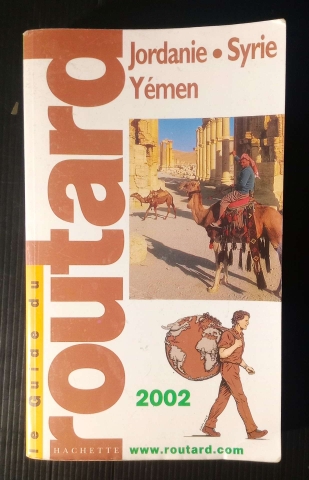 Jordanie • Syrie
Yémen
le Guide du
routard
2002
HACHETTE
www.routard.com